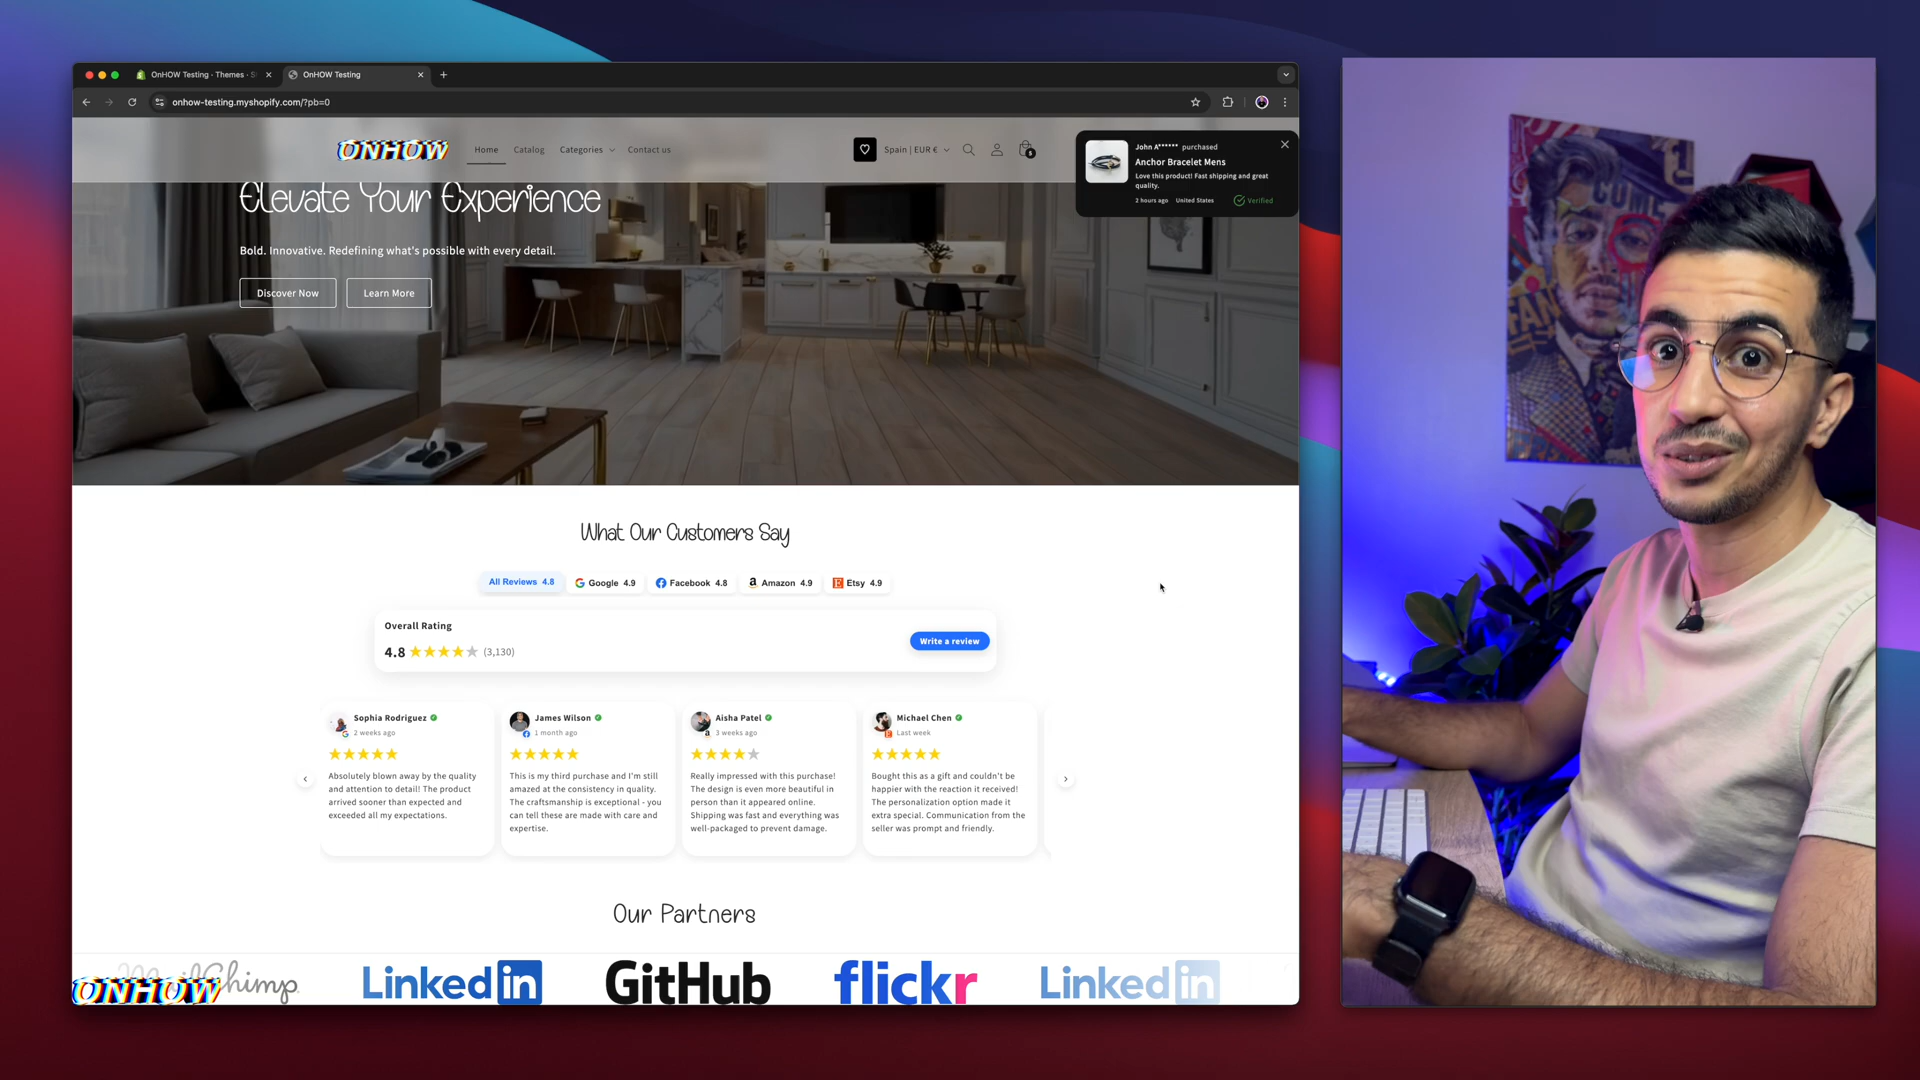 OnHOW Testing · Themes · S
OnHOW Testing
onhow-testing.myshopify.com/?pb=0
ONHOW
Home
Catalog
Categories
Contact us
Spain | EUR €
John A****** purchased
Anchor Bracelet Mens
Love this product! Fast shipping and great
quality.
2 hours ago United States Verified
Elevate Your Experience
Bold. Innovative. Redefining what's possible with every detail.
Discover Now
Learn More
What Our Customers Say
All Reviews 4.8
Google 4.9
Facebook 4.8
Amazon 4.9
Etsy 4.9
Overall Rating
4.8 (3,130)
Write a review
Sophia Rodriguez
2 weeks ago
Absolutely blown away by the quality
and attention to detail! The product
arrived sooner than expected and
exceeded all my expectations.
James Wilson
1 month ago
This is my third purchase and I'm still
amazed at the consistency in quality.
The craftsmanship is exceptional - you
can tell these are made with care and
expertise.
Aisha Patel
3 weeks ago
Really impressed with this purchase!
The design is even more beautiful in
person than it appeared online.
Shipping was fast and everything was
well-packaged to prevent damage.
Michael Chen
Last week
Bought this as a gift and couldn't be
happier with the reaction it received!
The personalization option made it
extra special. Communication from the
seller was prompt and friendly.
Our Partners
MailChimp
LinkedIn
GitHub
flickr
LinkedIn
ONHOW
COME
FAN